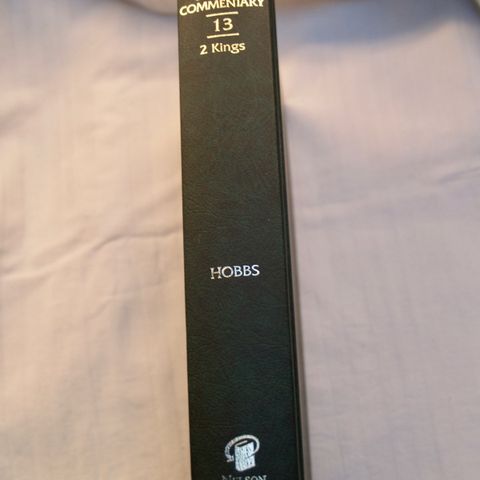 COMMENTARY
13
2 Kings
HOBBS
NELSON